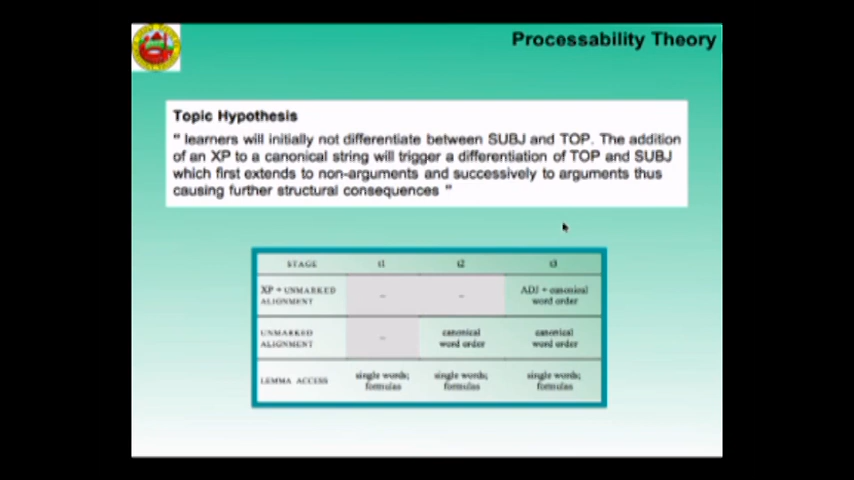 Processability Theory
Topic Hypothesis
“ learners will initially not differentiate between SUBJ and TOP. The addition
of an XP to a canonical string will trigger a differentiation of TOP and SUBJ
which first extends to non-arguments and successively to arguments thus
causing further structural consequences ”
STAGE t1 t2 t3
XP + UNMARKED ALIGNMENT – – ADJ + canonical word order
UNMARKED ALIGNMENT – canonical word order canonical word order
LEMMA ACCESS single words; formulas single words; formulas single words; formulas